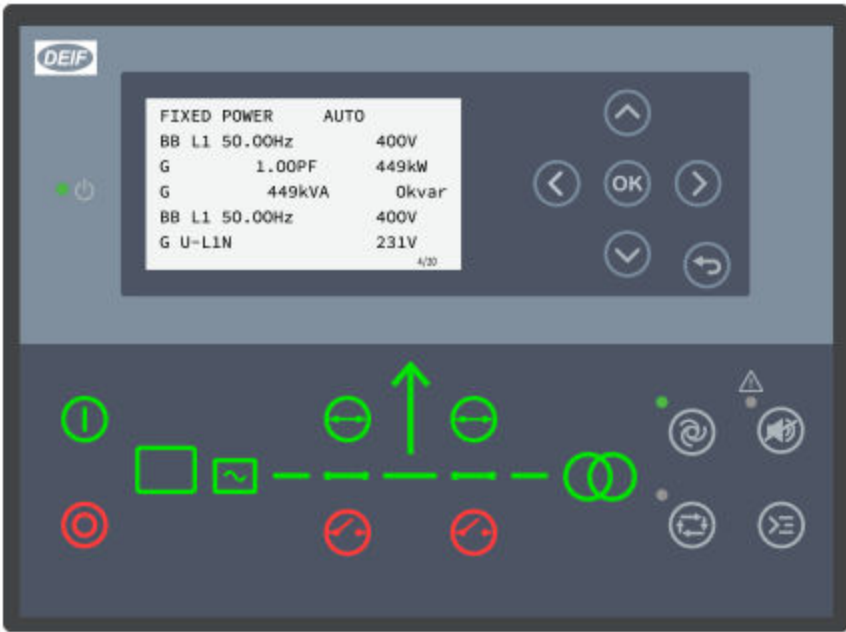 DEIF
FIXED POWER AUTO
BB L1 50.00Hz 400V
G 1.00PF 449kW
G 449kVA 0kvar
BB L1 50.00Hz 400V
G U-L1N 231V
4/20
OK